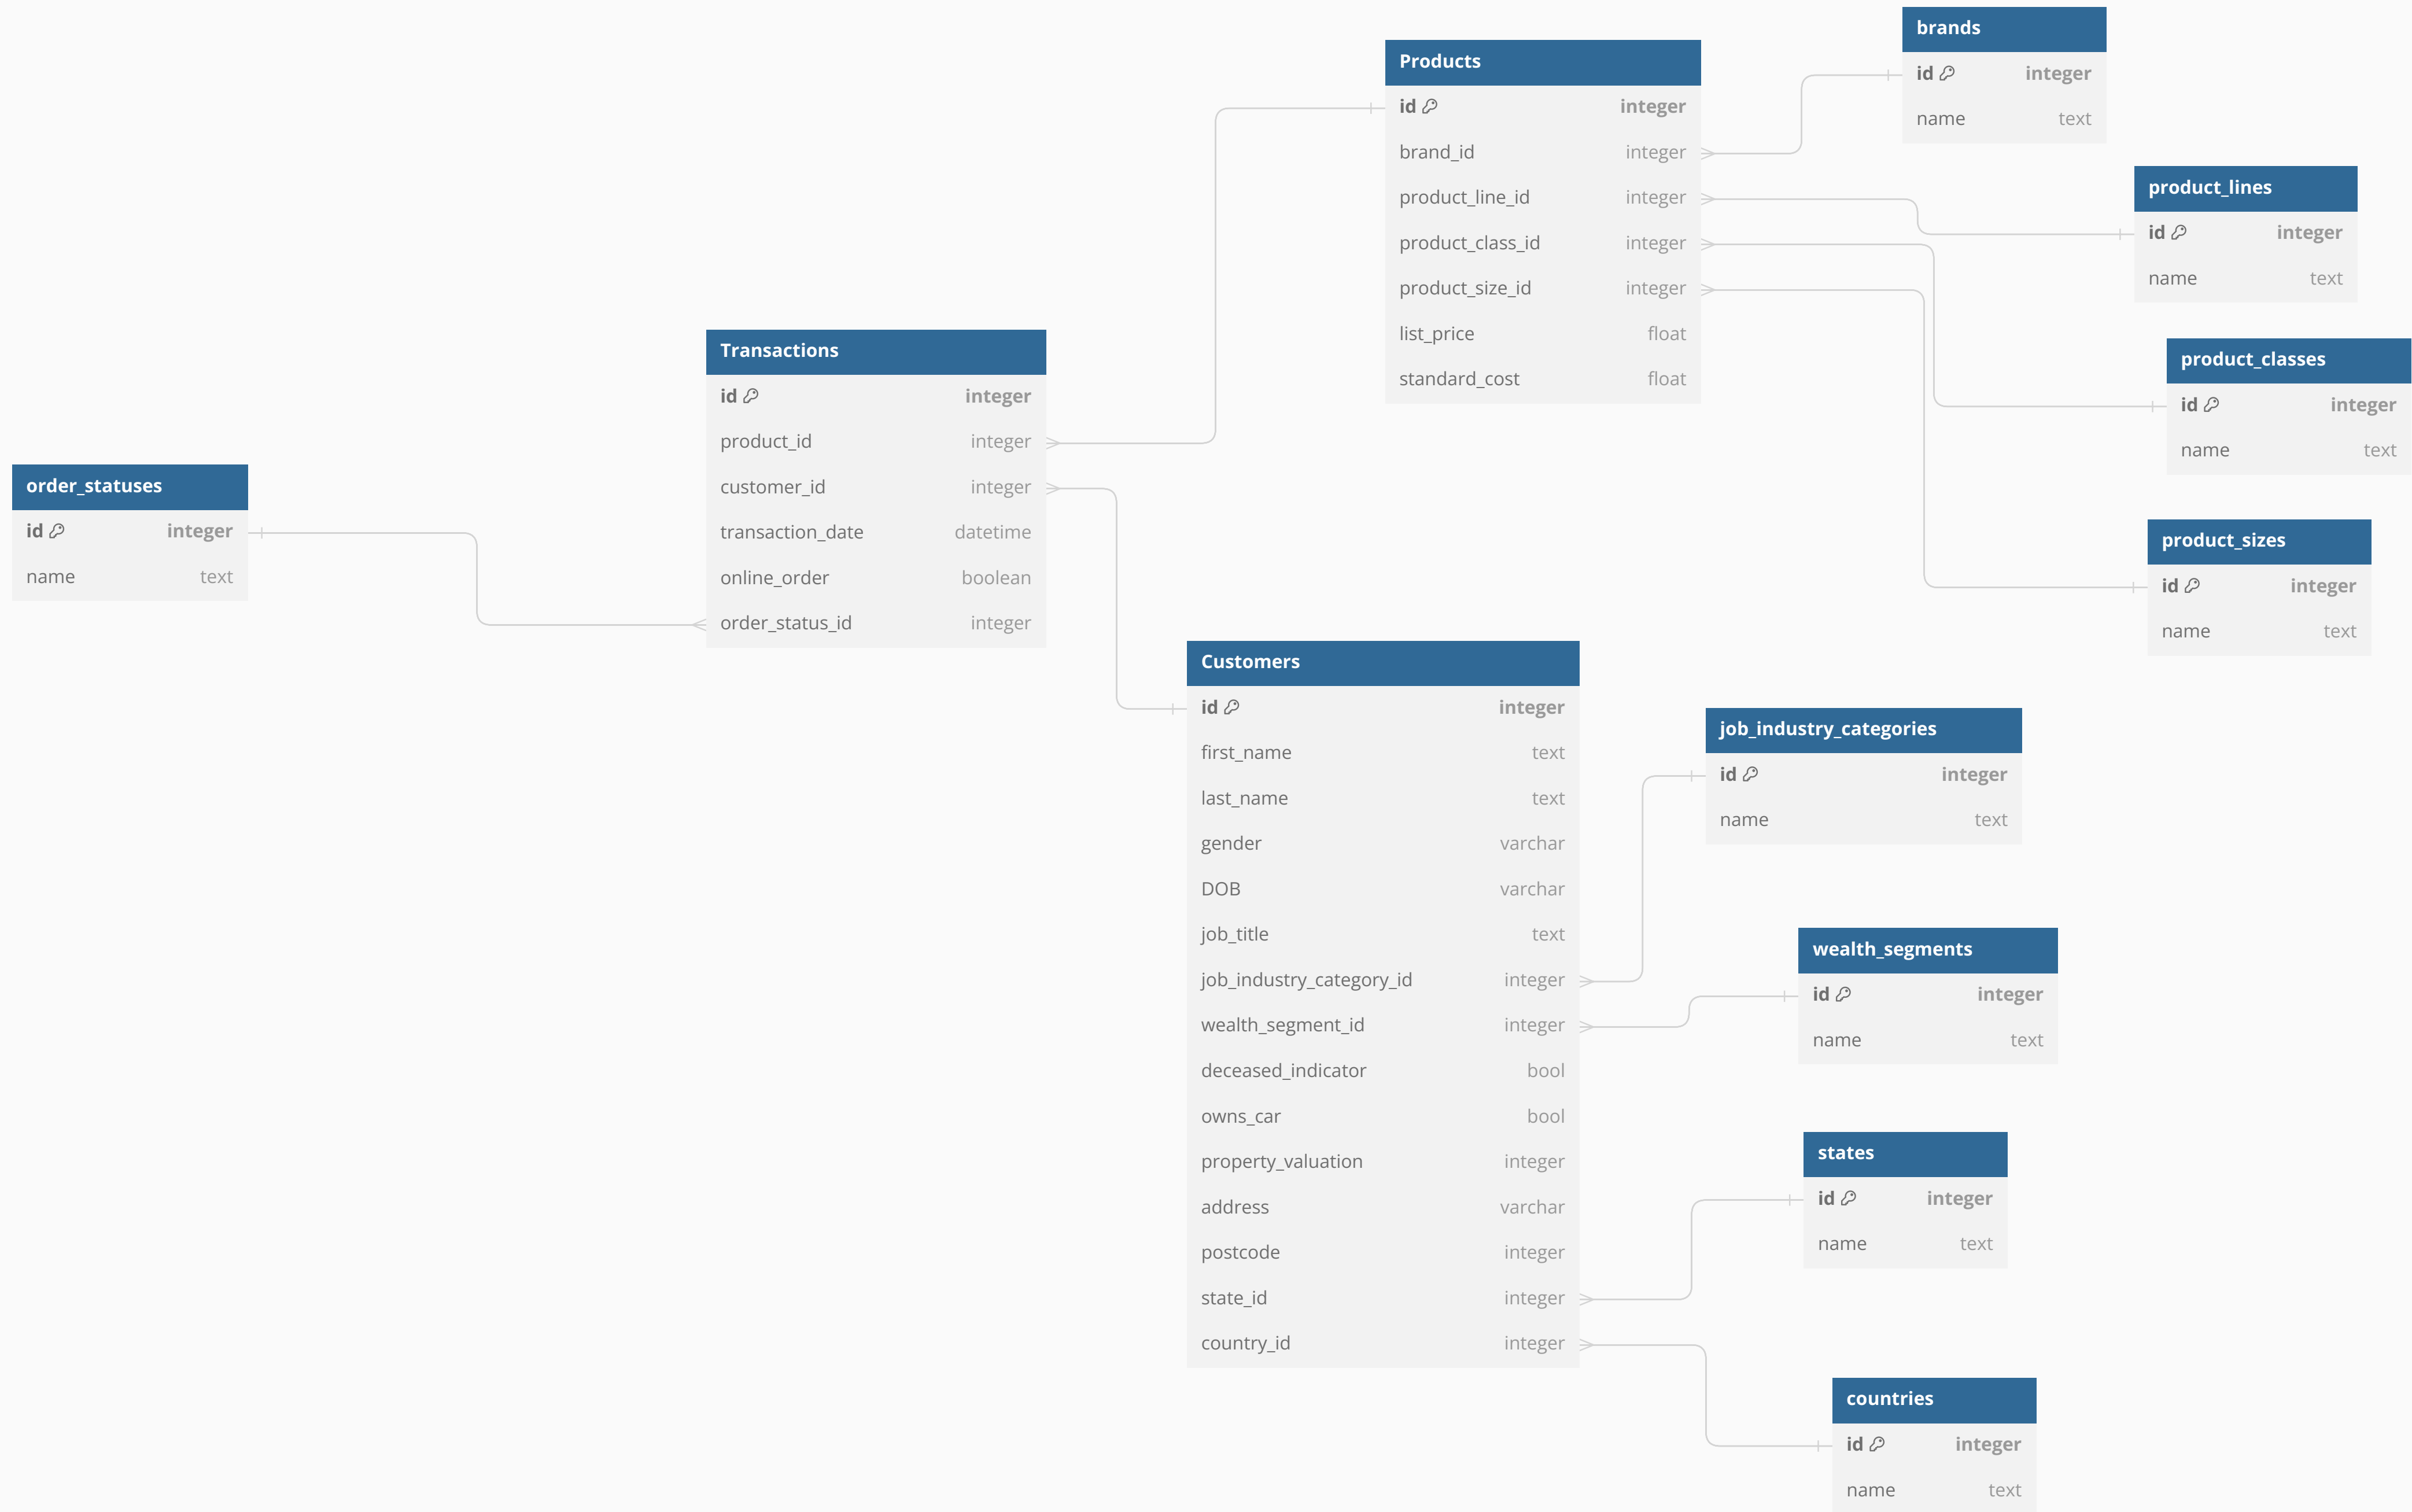 brands
id integer
name text
Products
id integer
brand_id integer
product_line_id integer
product_class_id integer
product_size_id integer
list_price float
standard_cost float
product_lines
id integer
name text
product_classes
id integer
name text
product_sizes
id integer
name text
Transactions
id integer
product_id integer
customer_id integer
transaction_date datetime
online_order boolean
order_status_id integer
order_statuses
id integer
name text
Customers
id integer
first_name text
last_name text
gender varchar
DOB varchar
job_title text
job_industry_category_id integer
wealth_segment_id integer
deceased_indicator bool
owns_car bool
property_valuation integer
address varchar
postcode integer
state_id integer
country_id integer
job_industry_categories
id integer
name text
wealth_segments
id integer
name text
states
id integer
name text
countries
id integer
name text